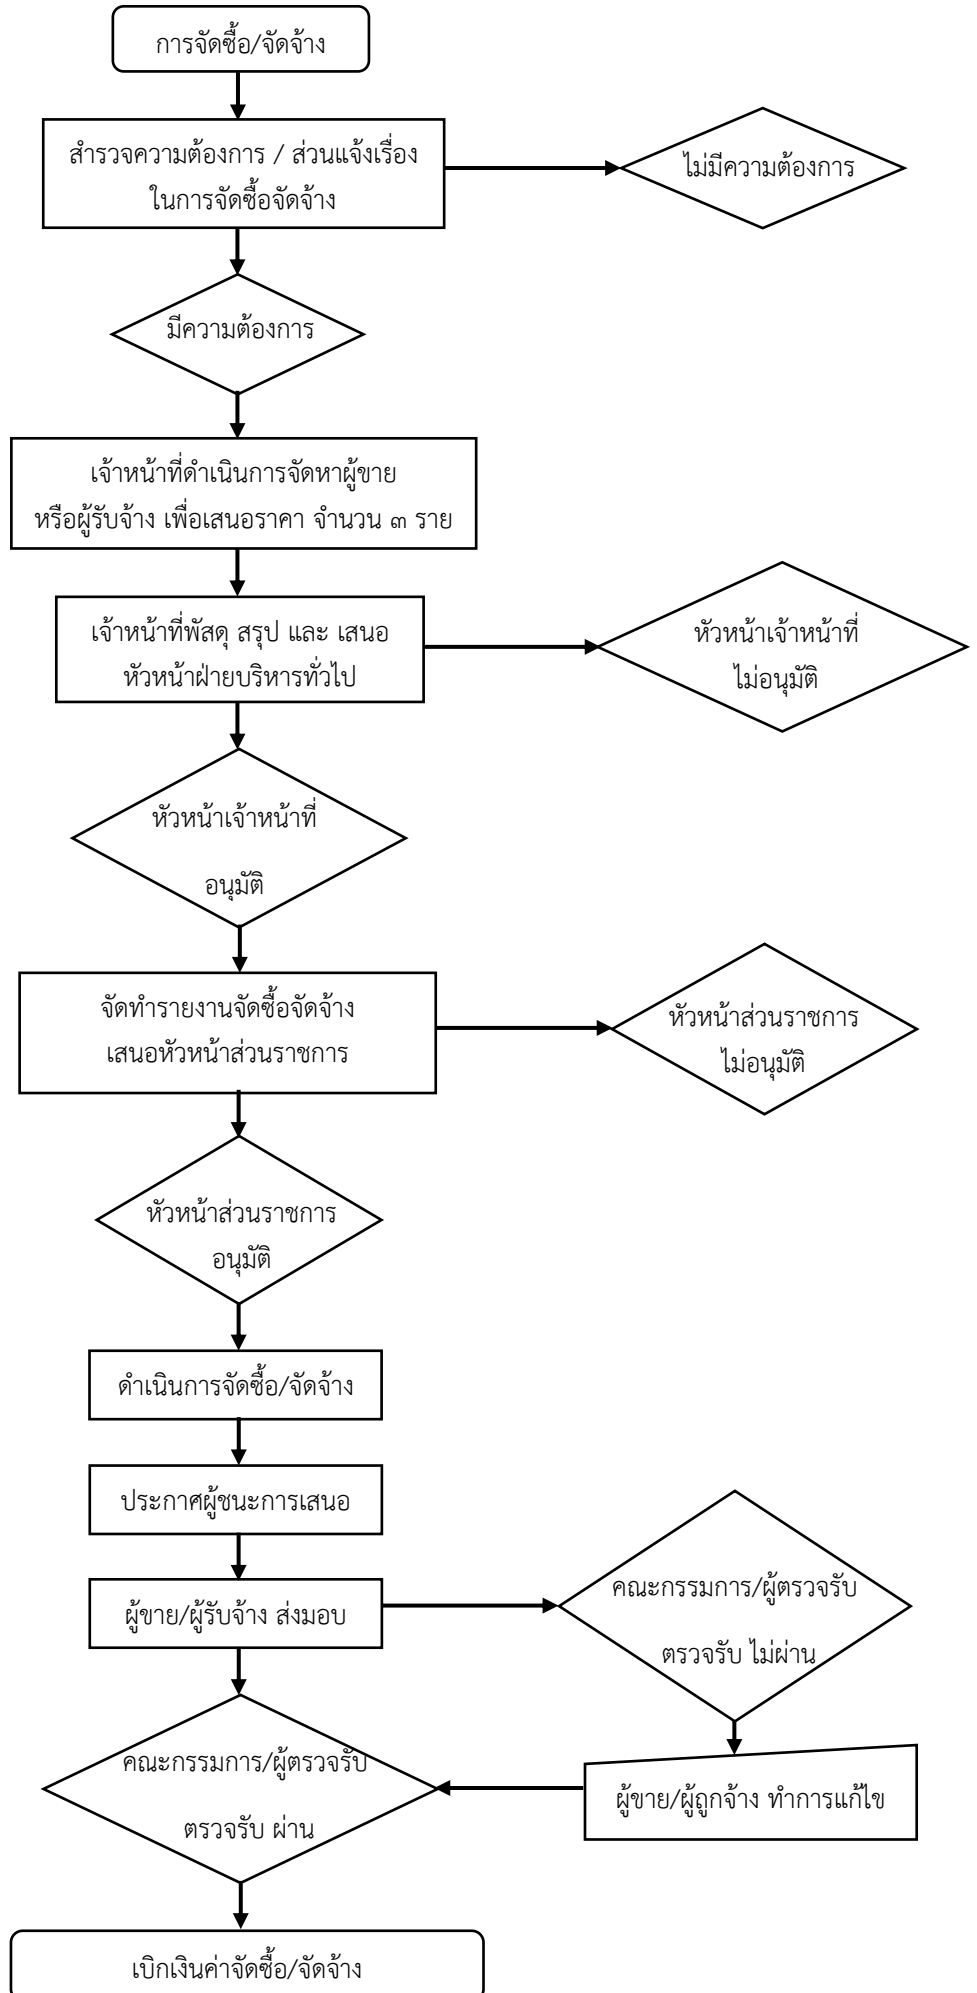 การจัดซื้อ/จัดจ้าง
สำรวจความต้องการ / ส่วนแจ้งเรื่อง
ในการจัดซื้อจัดจ้าง
ไม่มีความต้องการ
มีความต้องการ
เจ้าหน้าที่ดำเนินการจัดหาผู้ขาย
หรือผู้รับจ้าง เพื่อเสนอราคา จำนวน ๓ ราย
เจ้าหน้าที่พัสดุ สรุป และ เสนอ
หัวหน้าฝ่ายบริหารทั่วไป
หัวหน้าเจ้าหน้าที่
ไม่อนุมัติ
หัวหน้าเจ้าหน้าที่
อนุมัติ
จัดทำรายงานจัดซื้อจัดจ้าง
เสนอหัวหน้าส่วนราชการ
หัวหน้าส่วนราชการ
ไม่อนุมัติ
หัวหน้าส่วนราชการ
อนุมัติ
ดำเนินการจัดซื้อ/จัดจ้าง
ประกาศผู้ชนะการเสนอ
ผู้ขาย/ผู้รับจ้าง ส่งมอบ
คณะกรรมการ/ผู้ตรวจรับ
ตรวจรับ ไม่ผ่าน
คณะกรรมการ/ผู้ตรวจรับ
ตรวจรับ ผ่าน
ผู้ขาย/ผู้ถูกจ้าง ทำการแก้ไข
เบิกเงินค่าจัดซื้อ/จัดจ้าง